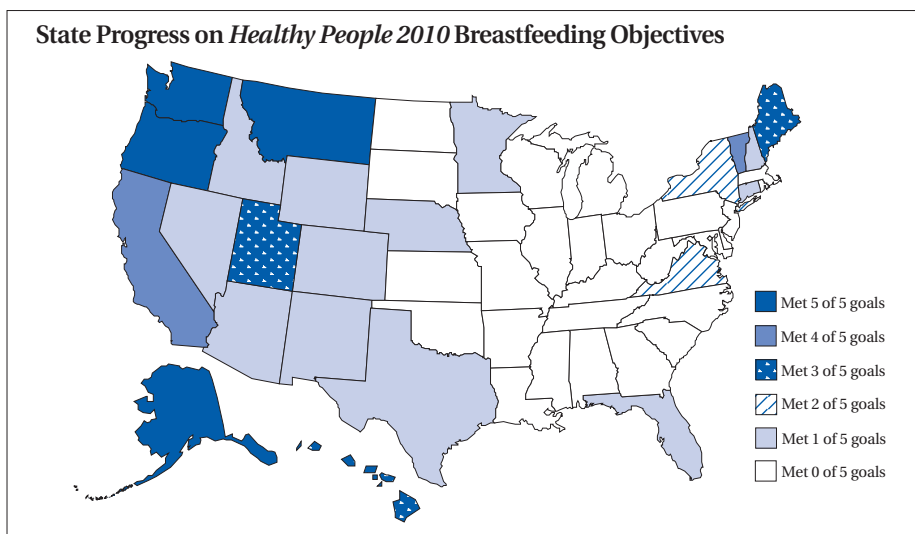 State Progress on Healthy People 2010 Breastfeeding Objectives
Met 5 of 5 goals
Met 4 of 5 goals
Met 3 of 5 goals
Met 2 of 5 goals
Met 1 of 5 goals
Met 0 of 5 goals